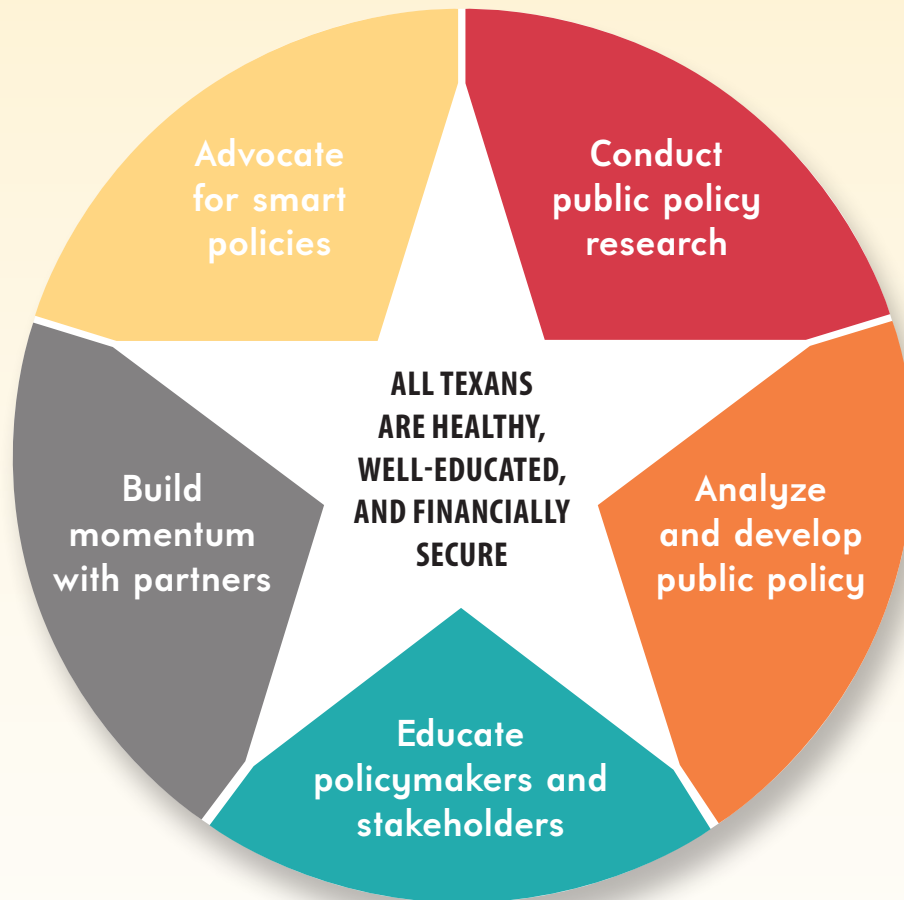 Advocate
for smart
policies
Conduct
public policy
research
ALL TEXANS
ARE HEALTHY,
WELL-EDUCATED,
AND FINANCIALLY
SECURE
Build
momentum
with partners
Analyze
and develop
public policy
Educate
policymakers and
stakeholders